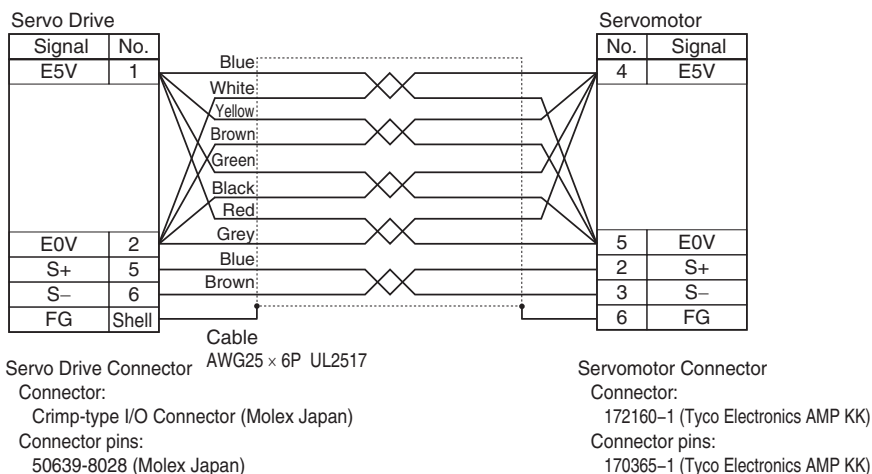 Servo Drive
Servomotor
Signal No.
No. Signal
E5V 1
4 E5V
Blue
White
Yellow
Brown
Green
Black
Red
Grey
E0V 2
5 E0V
Blue
S+ 5
2 S+
Brown
S− 6
3 S−
FG Shell
6 FG
Cable
AWG25 × 6P UL2517
Servo Drive Connector
Connector:
Crimp-type I/O Connector (Molex Japan)
Connector pins:
50639-8028 (Molex Japan)
Servomotor Connector
Connector:
172160−1 (Tyco Electronics AMP KK)
Connector pins:
170365−1 (Tyco Electronics AMP KK)